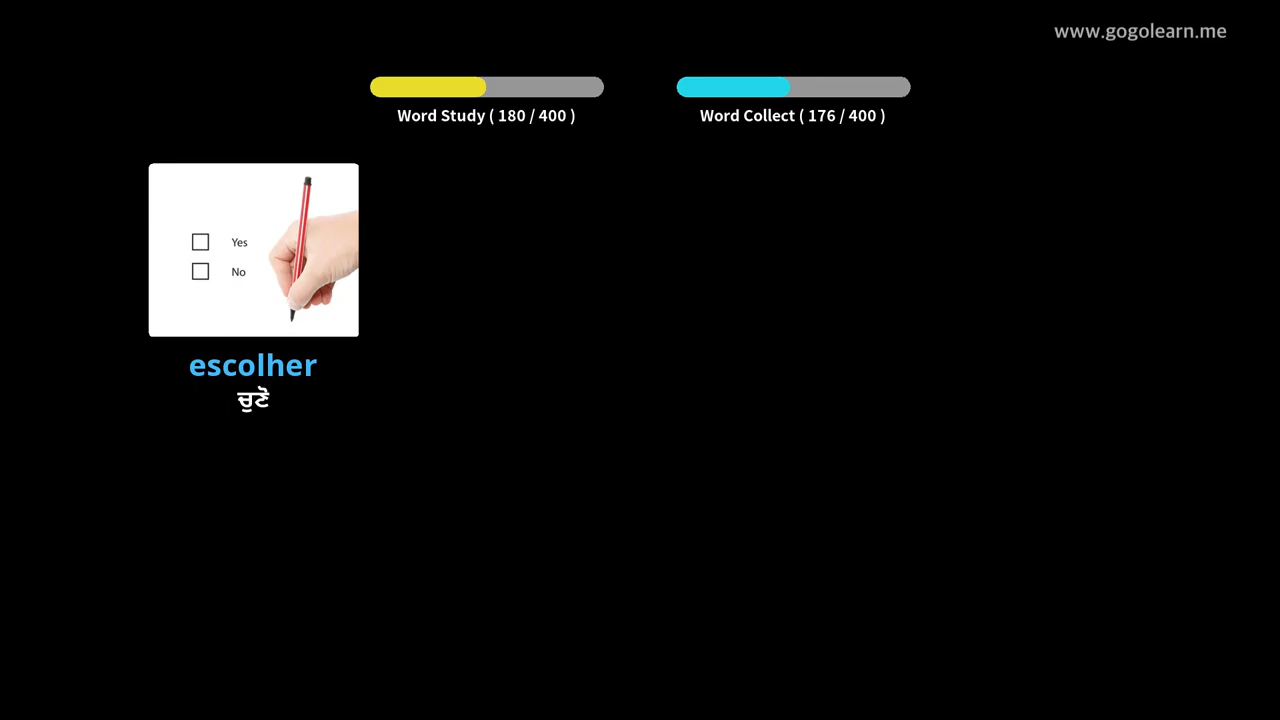 www.gogolearn.me
Word Study ( 180 / 400 )
Word Collect ( 176 / 400 )
Yes
No
escolher
ਚੁਣੋ